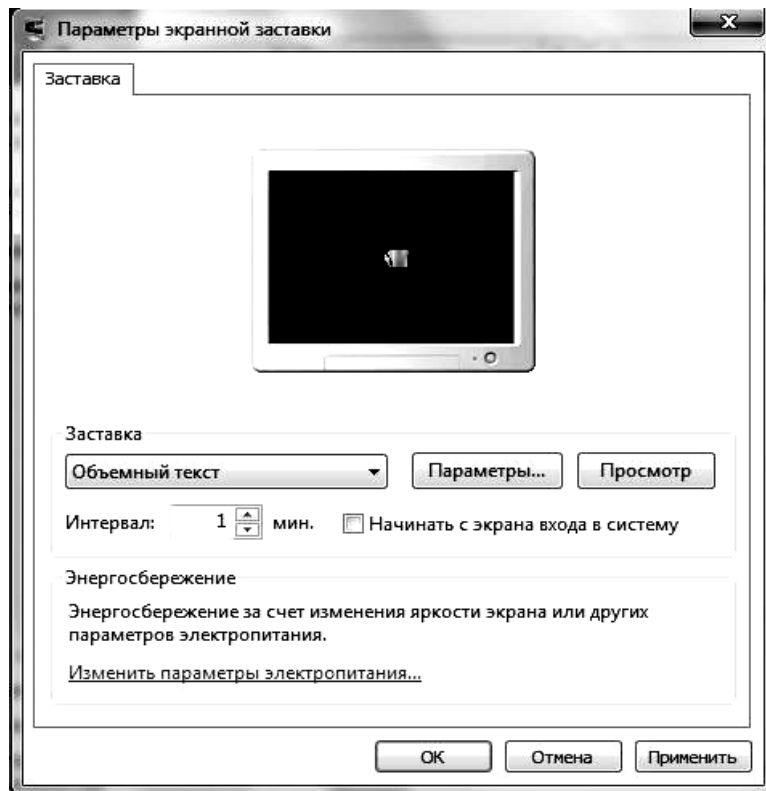 Параметры экранной заставки
Заставка
Заставка
Объемный текст
Параметры...
Просмотр
Интервал: 1 мин.
Начинать с экрана входа в систему
Энергосбережение
Энергосбережение за счет изменения яркости экрана или других
параметров электропитания.
Изменить параметры электропитания...
ОК
Отмена
Применить